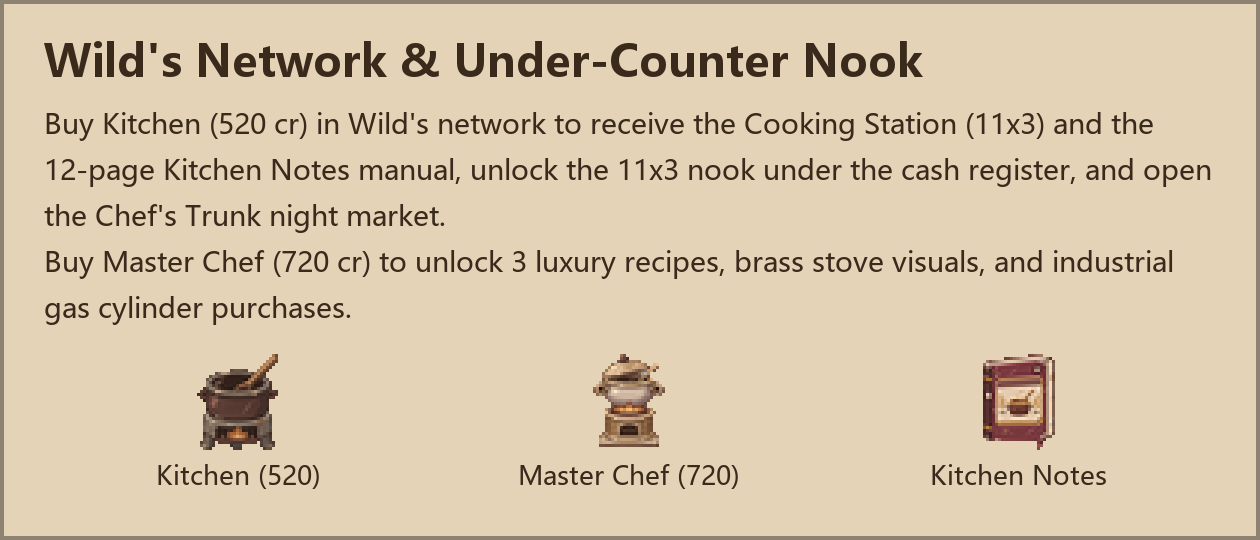 Wild's Network & Under-Counter Nook
Buy Kitchen (520 cr) in Wild's network to receive the Cooking Station (11x3) and the
12-page Kitchen Notes manual, unlock the 11x3 nook under the cash register, and open
the Chef's Trunk night market.
Buy Master Chef (720 cr) to unlock 3 luxury recipes, brass stove visuals, and industrial
gas cylinder purchases.
Kitchen (520)
Master Chef (720)
Kitchen Notes